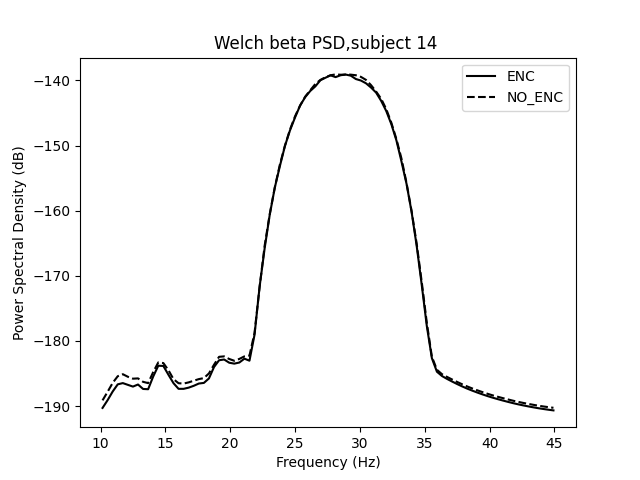 Welch beta PSD,subject 14
ENC
NO_ENC
Power Spectral Density (dB)
−140
−150
−160
−170
−180
−190
10 15 20 25 30 35 40 45
Frequency (Hz)